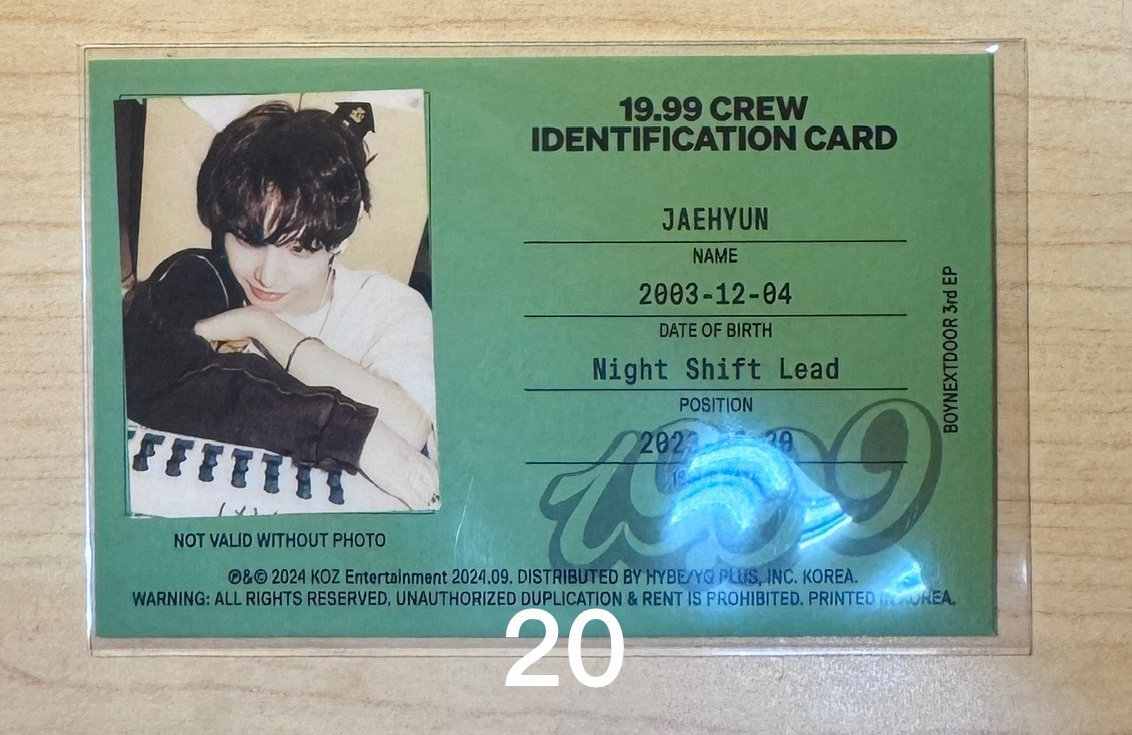 19.99 CREW
IDENTIFICATION CARD
JAEHYUN
NAME
2003-12-04
DATE OF BIRTH
Night Shift Lead
POSITION
1999
BOYNEXTDOOR 3rd EP
NOT VALID WITHOUT PHOTO
℗&© 2024 KOZ Entertainment 2024.09. DISTRIBUTED BY HYBE/YG PLUS, INC. KOREA.
WARNING: ALL RIGHTS RESERVED. UNAUTHORIZED DUPLICATION & RENT IS PROHIBITED. PRINTED IN KOREA.
20